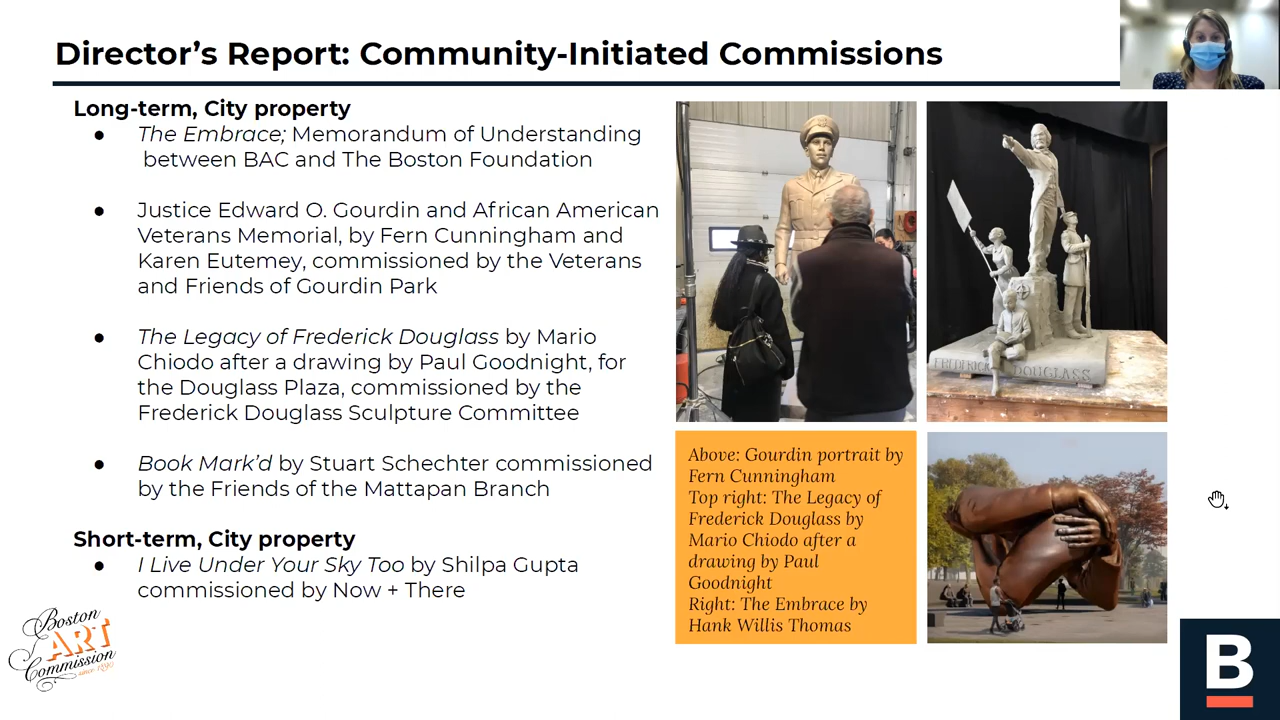 Director's Report: Community-Initiated Commissions
Long-term, City property
● The Embrace; Memorandum of Understanding
between BAC and The Boston Foundation
● Justice Edward O. Gourdin and African American
Veterans Memorial, by Fern Cunningham and
Karen Eutemey, commissioned by the Veterans
and Friends of Gourdin Park
● The Legacy of Frederick Douglass by Mario
Chiodo after a drawing by Paul Goodnight, for
the Douglass Plaza, commissioned by the
Frederick Douglass Sculpture Committee
● Book Mark'd by Stuart Schechter commissioned
by the Friends of the Mattapan Branch
Short-term, City property
● I Live Under Your Sky Too by Shilpa Gupta
commissioned by Now + There
FREDERICK DOUGLASS
Above: Gourdin portrait by
Fern Cunningham
Top right: The Legacy of
Frederick Douglass by
Mario Chiodo after a
drawing by Paul
Goodnight
Right: The Embrace by
Hank Willis Thomas
Boston
ART
Commission
since 1890
B